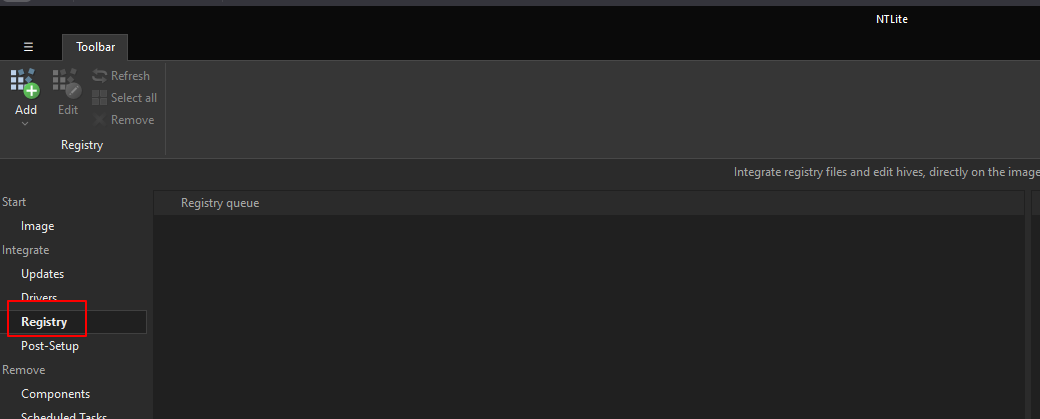 NTLite
Toolbar
Refresh
Select all
Add
Edit
Remove
Registry
Integrate registry files and edit hives, directly on the image
Start
Registry queue
Image
Integrate
Updates
Drivers
Registry
Post-Setup
Remove
Components
Scheduled Tasks